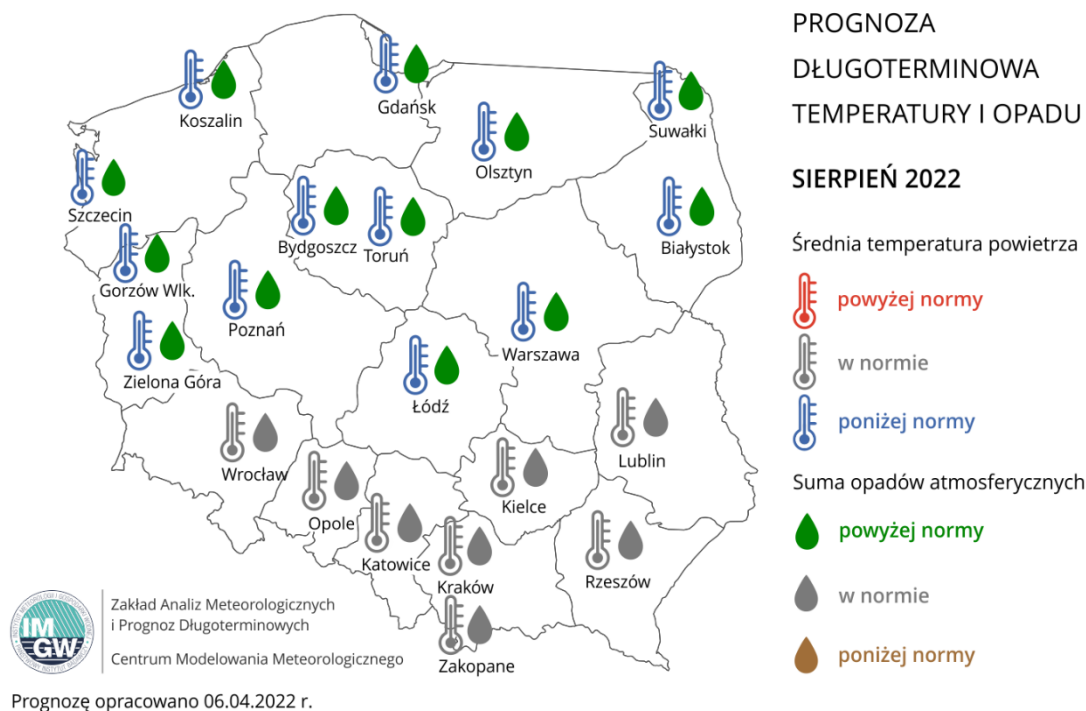 PROGNOZA
DŁUGOTERMINOWA
TEMPERATURY I OPADU
SIERPIEŃ 2022
Średnia temperatura powietrza
powyżej normy
w normie
poniżej normy
Suma opadów atmosferycznych
powyżej normy
w normie
poniżej normy
Koszalin
Gdańsk
Suwałki
Olsztyn
Szczecin
Bydgoszcz
Toruń
Białystok
Gorzów Wlk.
Poznań
Warszawa
Zielona Góra
Łódź
Wrocław
Lublin
Opole
Kielce
Katowice
Kraków
Rzeszów
Zakopane
IM
GW
Zakład Analiz Meteorologicznych
i Prognoz Długoterminowych
Centrum Modelowania Meteorologicznego
Prognozę opracowano 06.04.2022 r.